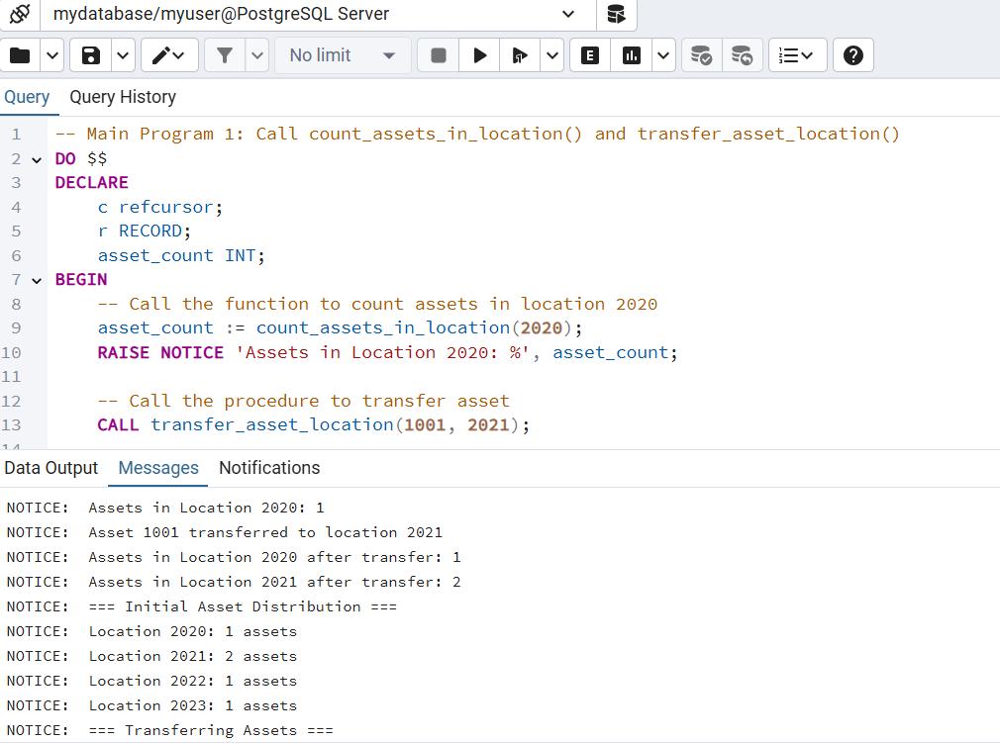 mydatabase/myuser@PostgreSQL Server
No limit
E
Query Query History
1 -- Main Program 1: Call count_assets_in_location() and transfer_asset_location()
2 DO $$
3 DECLARE
4 c refcursor;
5 r RECORD;
6 asset_count INT;
7 BEGIN
8 -- Call the function to count assets in location 2020
9 asset_count := count_assets_in_location(2020);
10 RAISE NOTICE 'Assets in Location 2020: %', asset_count;
11
12 -- Call the procedure to transfer asset
13 CALL transfer_asset_location(1001, 2021);
14
Data Output Messages Notifications
NOTICE: Assets in Location 2020: 1
NOTICE: Asset 1001 transferred to location 2021
NOTICE: Assets in Location 2020 after transfer: 1
NOTICE: Assets in Location 2021 after transfer: 2
NOTICE: === Initial Asset Distribution ===
NOTICE: Location 2020: 1 assets
NOTICE: Location 2021: 2 assets
NOTICE: Location 2022: 1 assets
NOTICE: Location 2023: 1 assets
NOTICE: === Transferring Assets ===